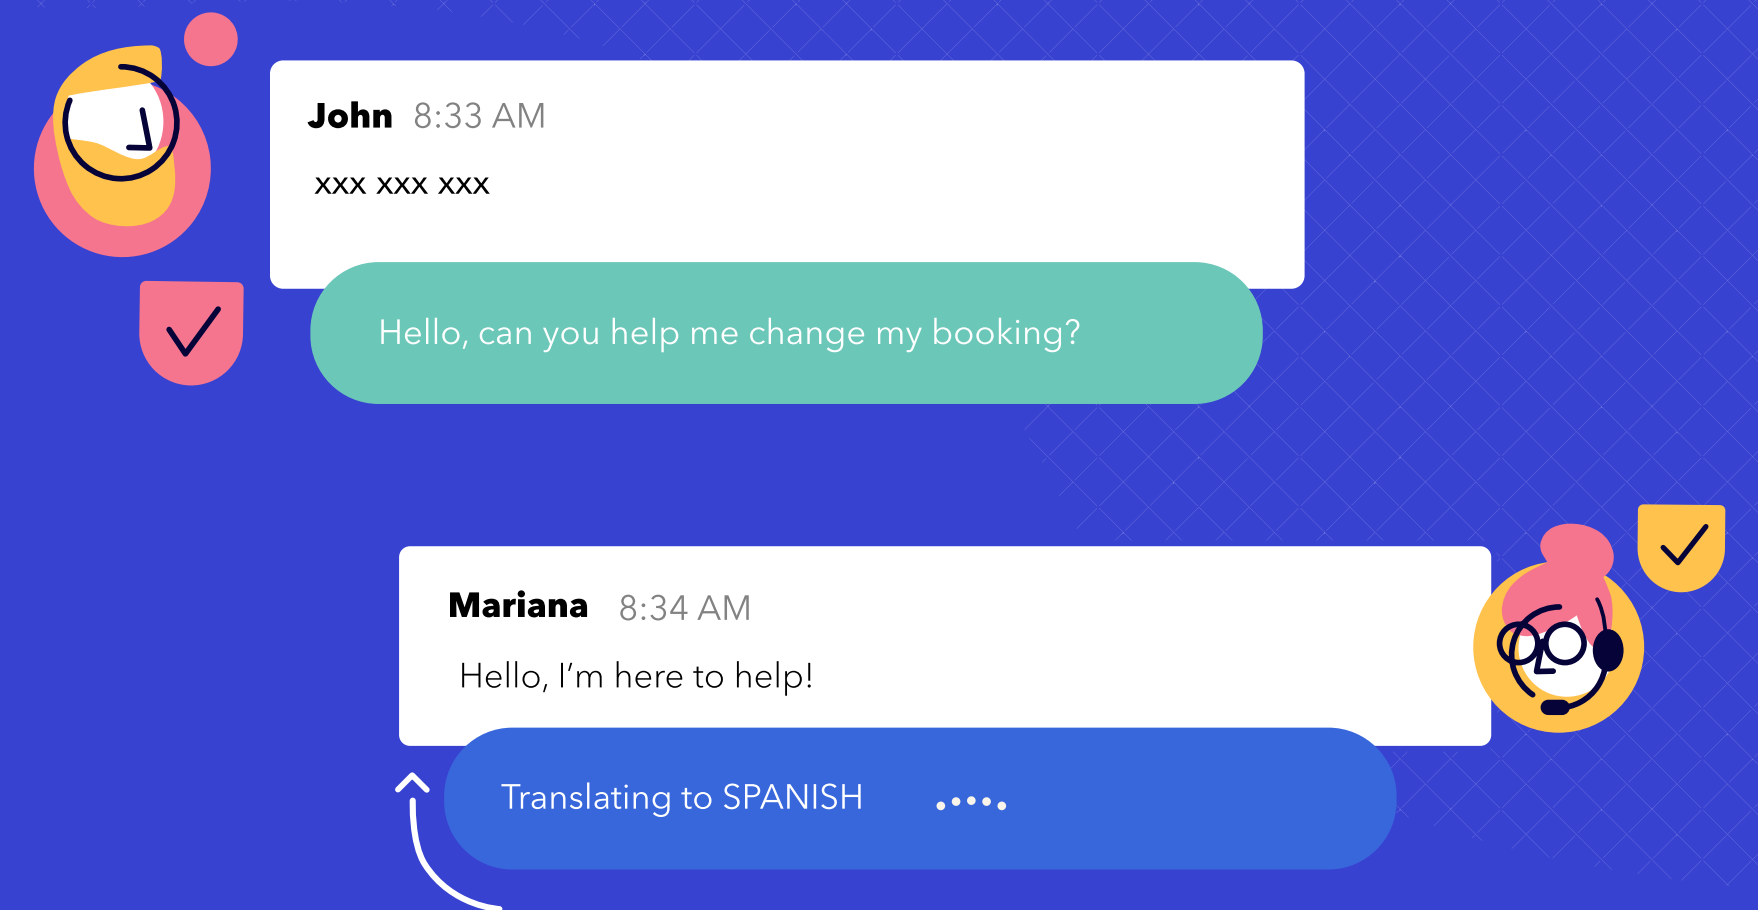 John 8:33 AM
xxx xxx xxx
Hello, can you help me change my booking?
Mariana 8:34 AM
Hello, I’m here to help!
Translating to SPANISH